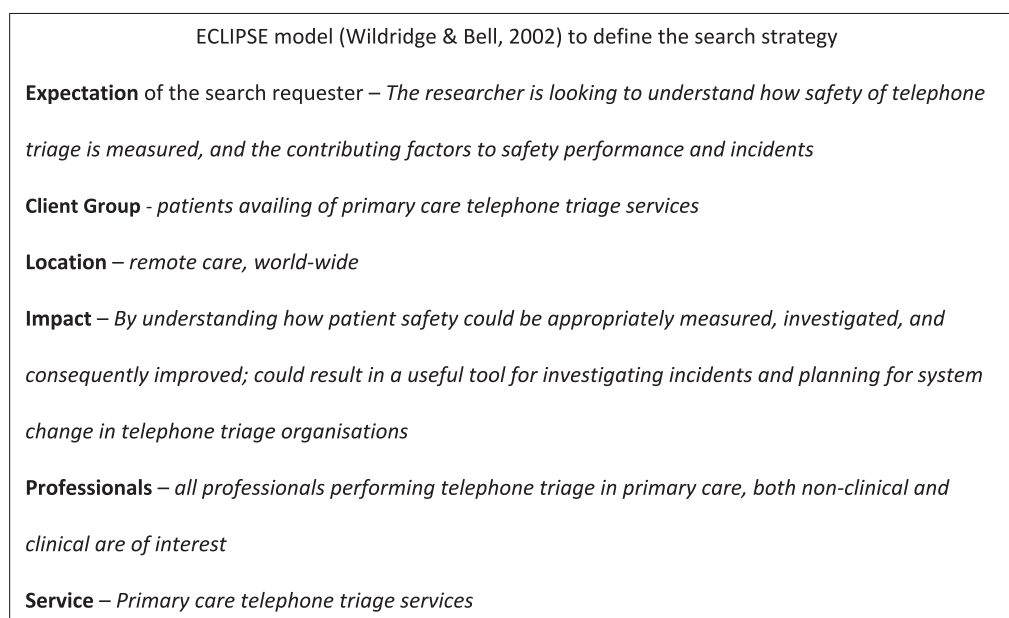 ECLIPSE model (Wildridge & Bell, 2002) to define the search strategy
Expectation of the search requester – The researcher is looking to understand how safety of telephone
triage is measured, and the contributing factors to safety performance and incidents
Client Group - patients availing of primary care telephone triage services
Location – remote care, world-wide
Impact – By understanding how patient safety could be appropriately measured, investigated, and
consequently improved; could result in a useful tool for investigating incidents and planning for system
change in telephone triage organisations
Professionals – all professionals performing telephone triage in primary care, both non-clinical and
clinical are of interest
Service – Primary care telephone triage services